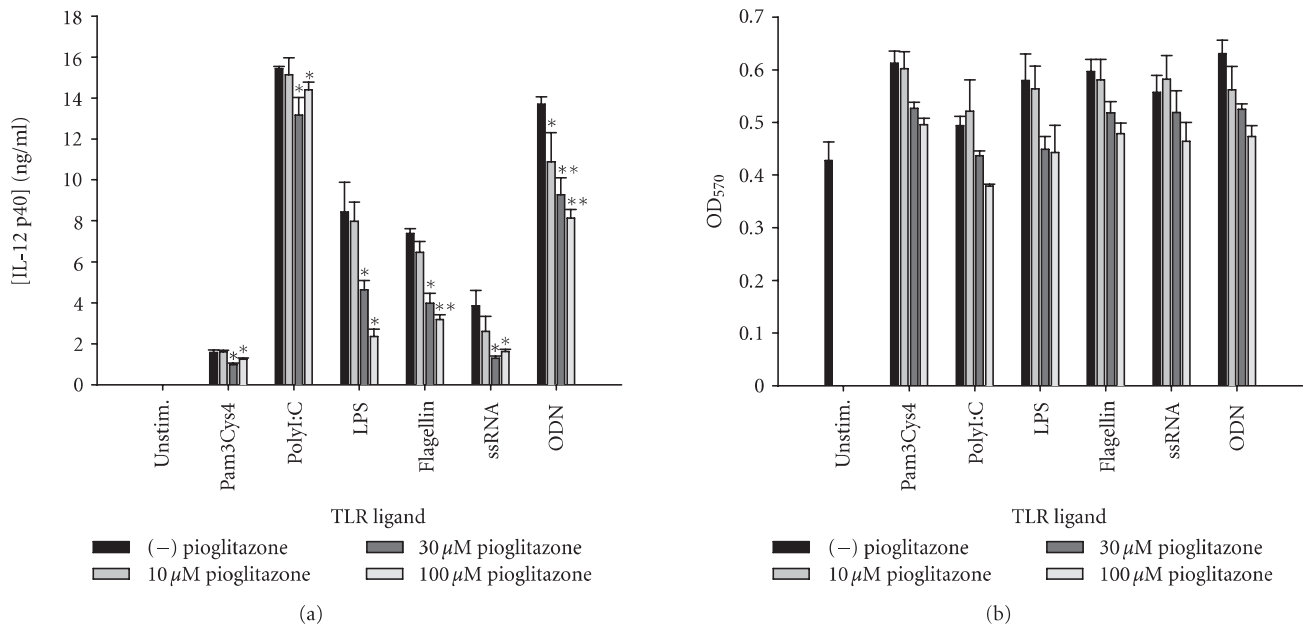 18
16
14
12
10
8
6
4
2
0
[IL-12 p40] (ng/ml)
*
*
*
*
*
*
*
**
*
*
*
**
**
Unstim.
Pam3Cys4
PolyI:C
LPS
Flagellin
ssRNA
ODN
TLR ligand
(−) pioglitazone
30 μM pioglitazone
10 μM pioglitazone
100 μM pioglitazone
(a)
0.7
0.6
0.5
0.4
0.3
0.2
0.1
0
OD570
Unstim.
Pam3Cys4
PolyI:C
LPS
Flagellin
ssRNA
ODN
TLR ligand
(−) pioglitazone
30 μM pioglitazone
10 μM pioglitazone
100 μM pioglitazone
(b)